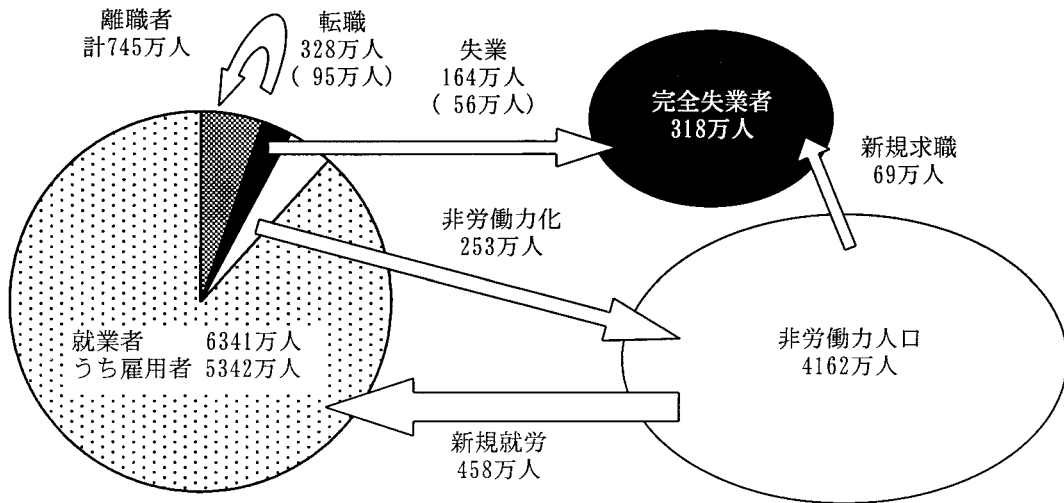 離職者
計745万人
転職
328万人
( 95万人)
失業
164万人
( 56万人)
完全失業者
318万人
新規求職
69万人
非労働力化
253万人
就業者 6341万人
うち雇用者 5342万人
非労働力人口
4162万人
新規就労
458万人